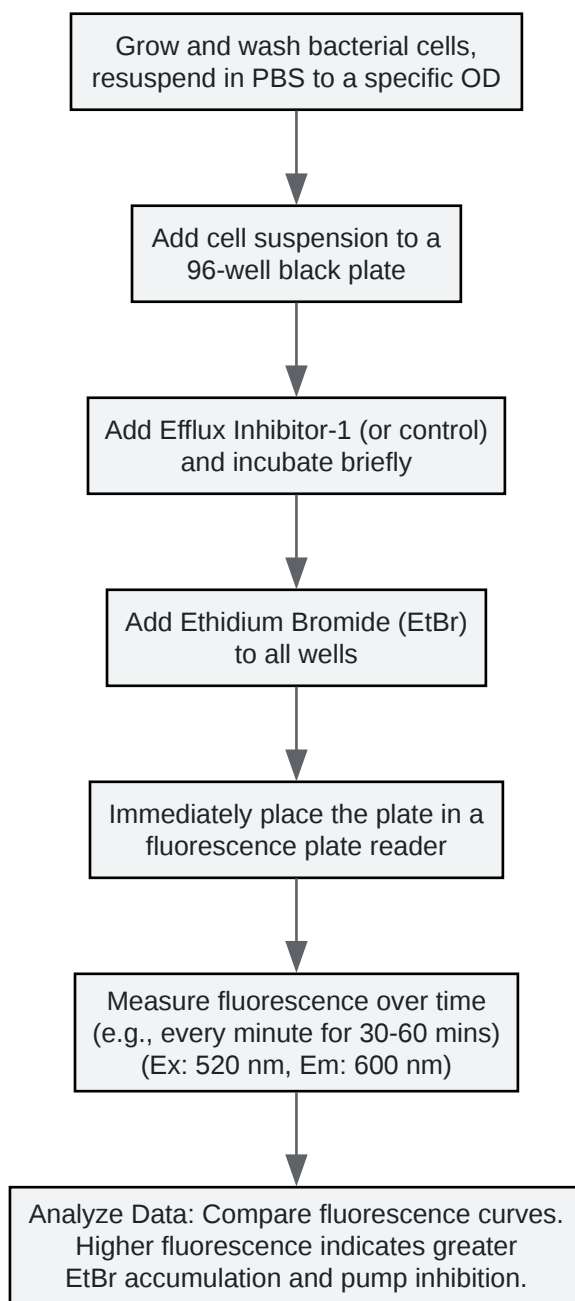 Grow and wash bacterial cells,
resuspend in PBS to a specific OD
Add cell suspension to a
96-well black plate
Add Efflux Inhibitor-1 (or control)
and incubate briefly
Add Ethidium Bromide (EtBr)
to all wells
Immediately place the plate in a
fluorescence plate reader
Measure fluorescence over time
(e.g., every minute for 30-60 mins)
(Ex: 520 nm, Em: 600 nm)
Analyze Data: Compare fluorescence curves.
Higher fluorescence indicates greater
EtBr accumulation and pump inhibition.